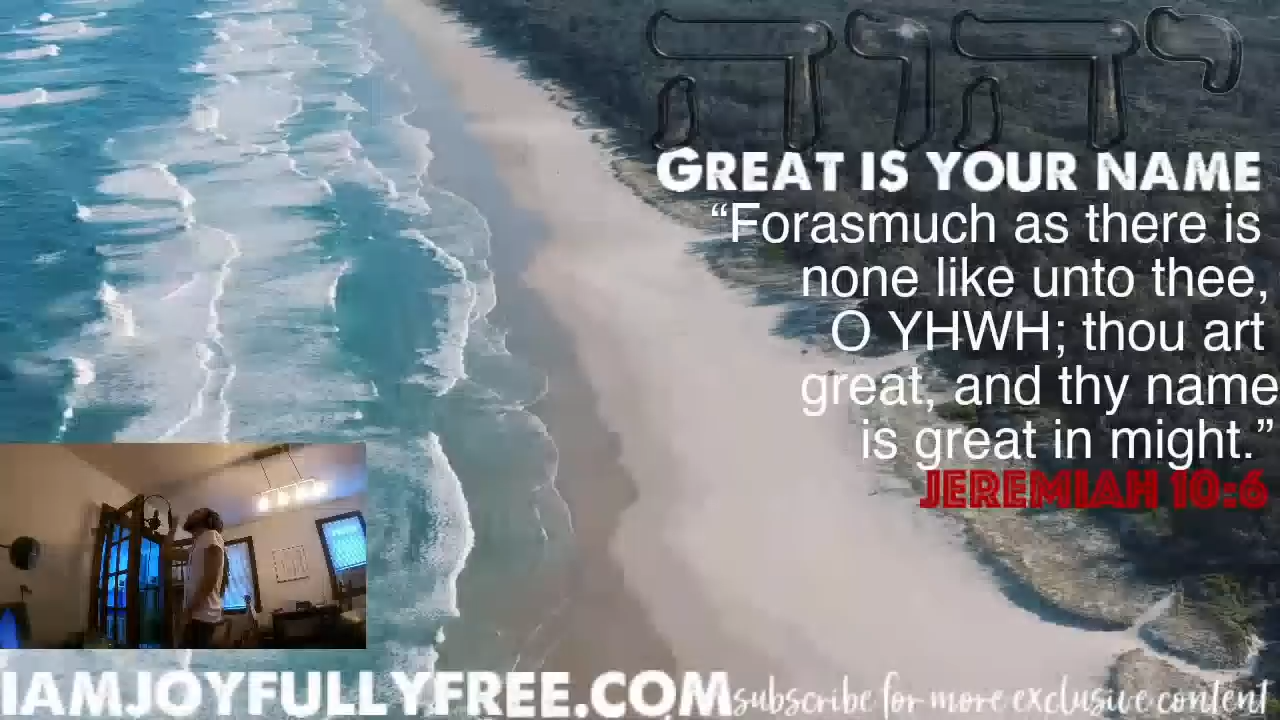 יהוה
GREAT IS YOUR NAME
“Forasmuch as there is
none like unto thee,
O YHWH; thou art
great, and thy name
is great in might.”
JEREMIAH 10:6
IAMJOYFULLYFREE.COM subscribe for more exclusive content